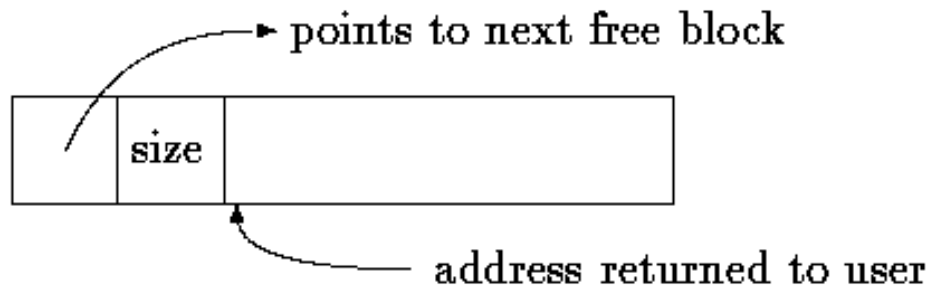 points to next free block
size
address returned to user